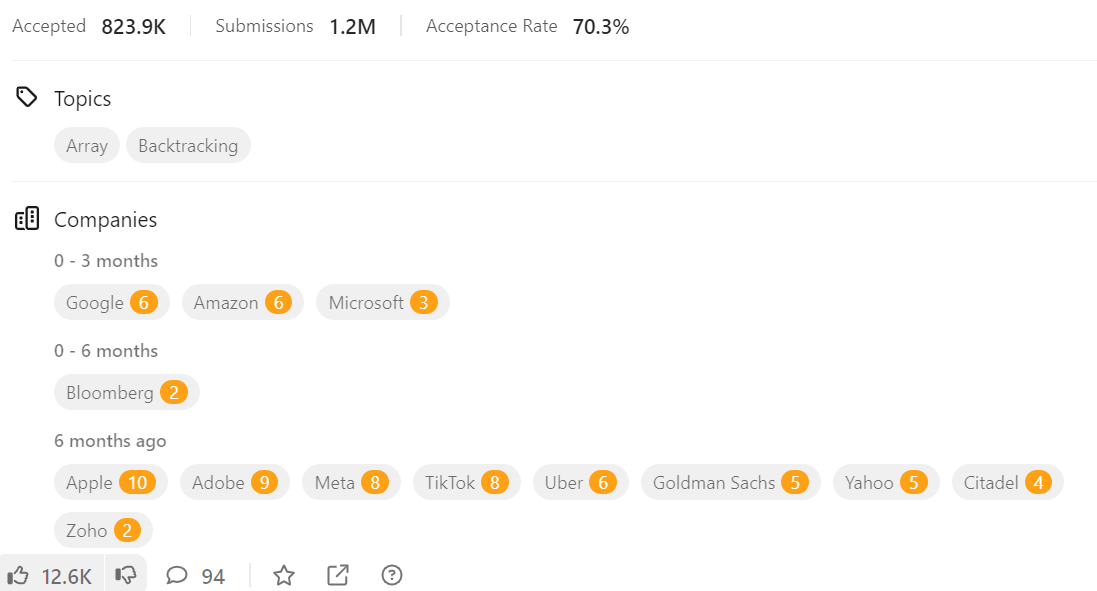 Accepted 823.9K Submissions 1.2M Acceptance Rate 70.3%
Topics
Array Backtracking
Companies
0 - 3 months
Google 6 Amazon 6 Microsoft 3
0 - 6 months
Bloomberg 2
6 months ago
Apple 10 Adobe 9 Meta 8 TikTok 8 Uber 6 Goldman Sachs 5 Yahoo 5 Citadel 4
Zoho 2
12.6K 94